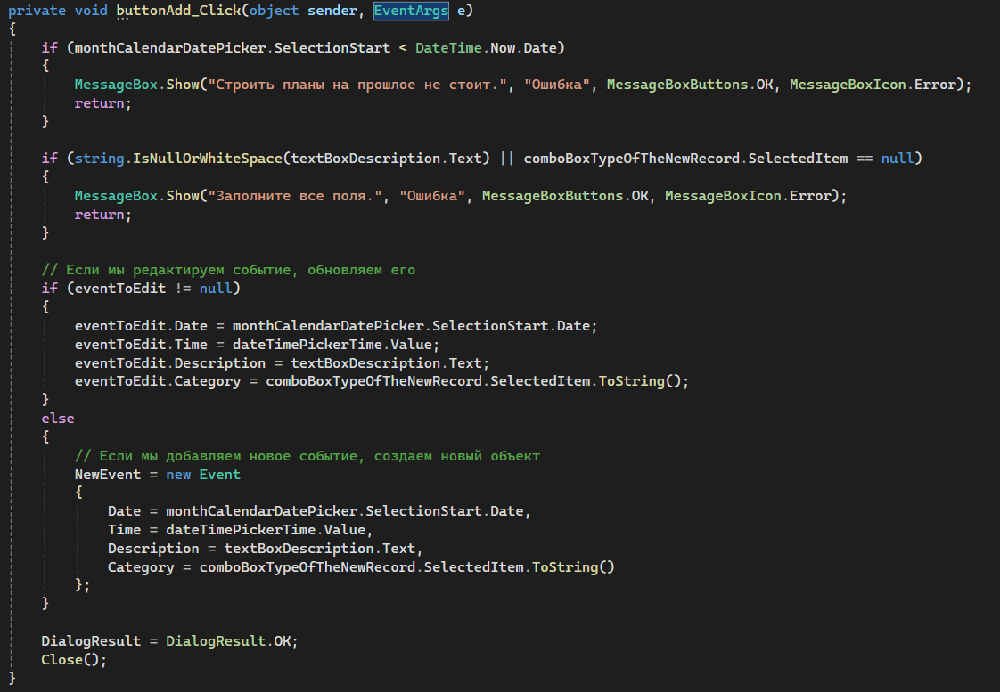 private void buttonAdd_Click(object sender, EventArgs e)
{
    if (monthCalendarDatePicker.SelectionStart < DateTime.Now.Date)
    {
        MessageBox.Show("Строить планы на прошлое не стоит.", "Ошибка", MessageBoxButtons.OK, MessageBoxIcon.Error);
        return;
    }

    if (string.IsNullOrWhiteSpace(textBoxDescription.Text) || comboBoxTypeOfTheNewRecord.SelectedItem == null)
    {
        MessageBox.Show("Заполните все поля.", "Ошибка", MessageBoxButtons.OK, MessageBoxIcon.Error);
        return;
    }

    // Если мы редактируем событие, обновляем его
    if (eventToEdit != null)
    {
        eventToEdit.Date = monthCalendarDatePicker.SelectionStart.Date;
        eventToEdit.Time = dateTimePickerTime.Value;
        eventToEdit.Description = textBoxDescription.Text;
        eventToEdit.Category = comboBoxTypeOfTheNewRecord.SelectedItem.ToString();
    }
    else
    {
        // Если мы добавляем новое событие, создаем новый объект
        NewEvent = new Event
        {
            Date = monthCalendarDatePicker.SelectionStart.Date,
            Time = dateTimePickerTime.Value,
            Description = textBoxDescription.Text,
            Category = comboBoxTypeOfTheNewRecord.SelectedItem.ToString()
        };
    }

    DialogResult = DialogResult.OK;
    Close();
}